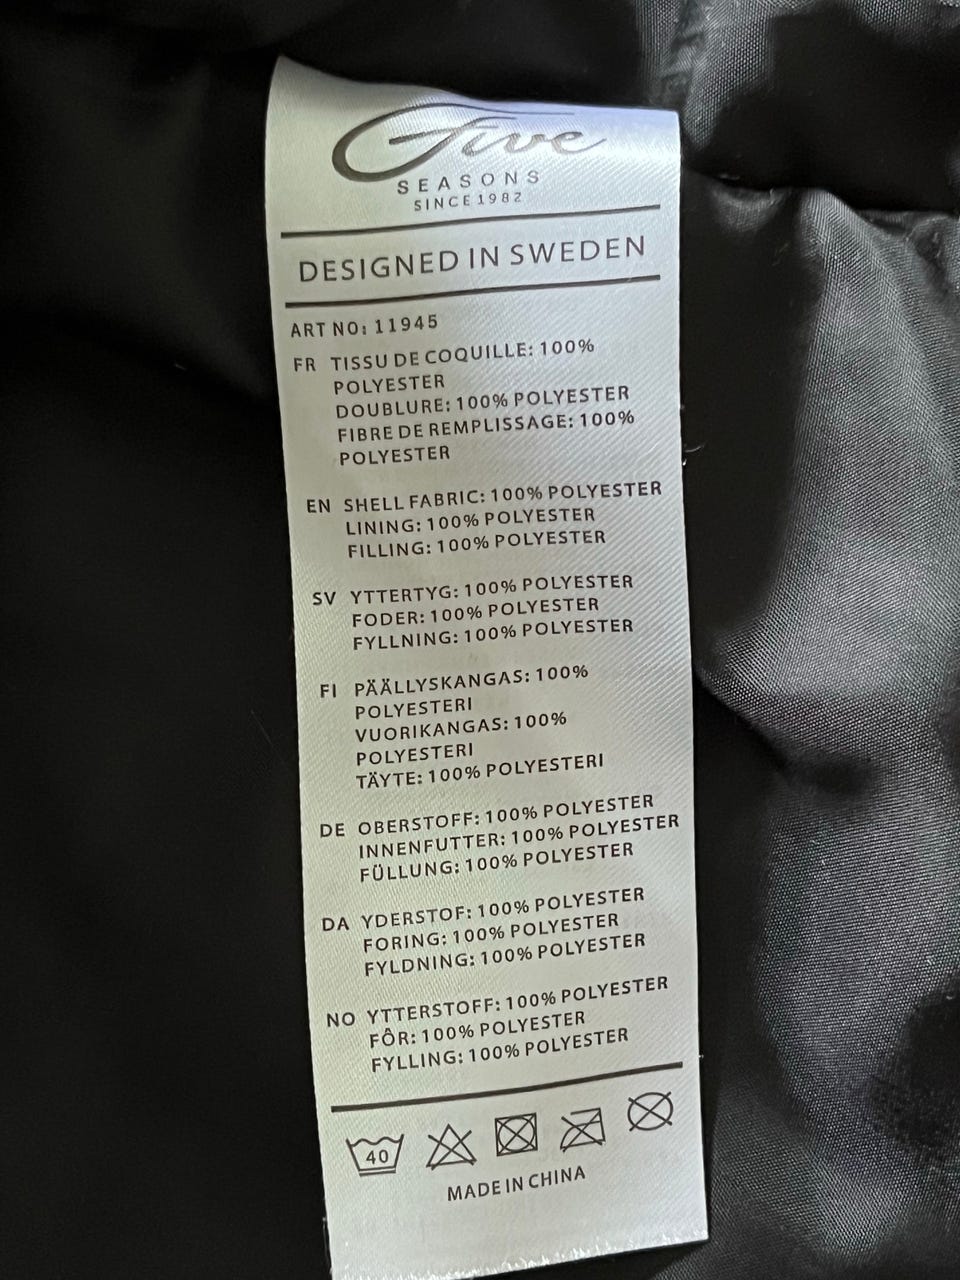 Five
SEASONS
SINCE 1982
DESIGNED IN SWEDEN
ART NO: 11945
FR TISSU DE COQUILLE: 100%
POLYESTER
DOUBLURE: 100% POLYESTER
FIBRE DE REMPLISSAGE: 100%
POLYESTER
EN SHELL FABRIC: 100% POLYESTER
LINING: 100% POLYESTER
FILLING: 100% POLYESTER
SV YTTERTYG: 100% POLYESTER
FODER: 100% POLYESTER
FYLLNING: 100% POLYESTER
FI PÄÄLLYSKANGAS: 100%
POLYESTERI
VUORIKANGAS: 100%
POLYESTERI
TÄYTE: 100% POLYESTERI
DE OBERSTOFF: 100% POLYESTER
INNENFUTTER: 100% POLYESTER
FÜLLUNG: 100% POLYESTER
DA YDERSTOF: 100% POLYESTER
FORING: 100% POLYESTER
FYLDNING: 100% POLYESTER
NO YTTERSTOFF: 100% POLYESTER
FÔR: 100% POLYESTER
FYLLING: 100% POLYESTER
40
MADE IN CHINA